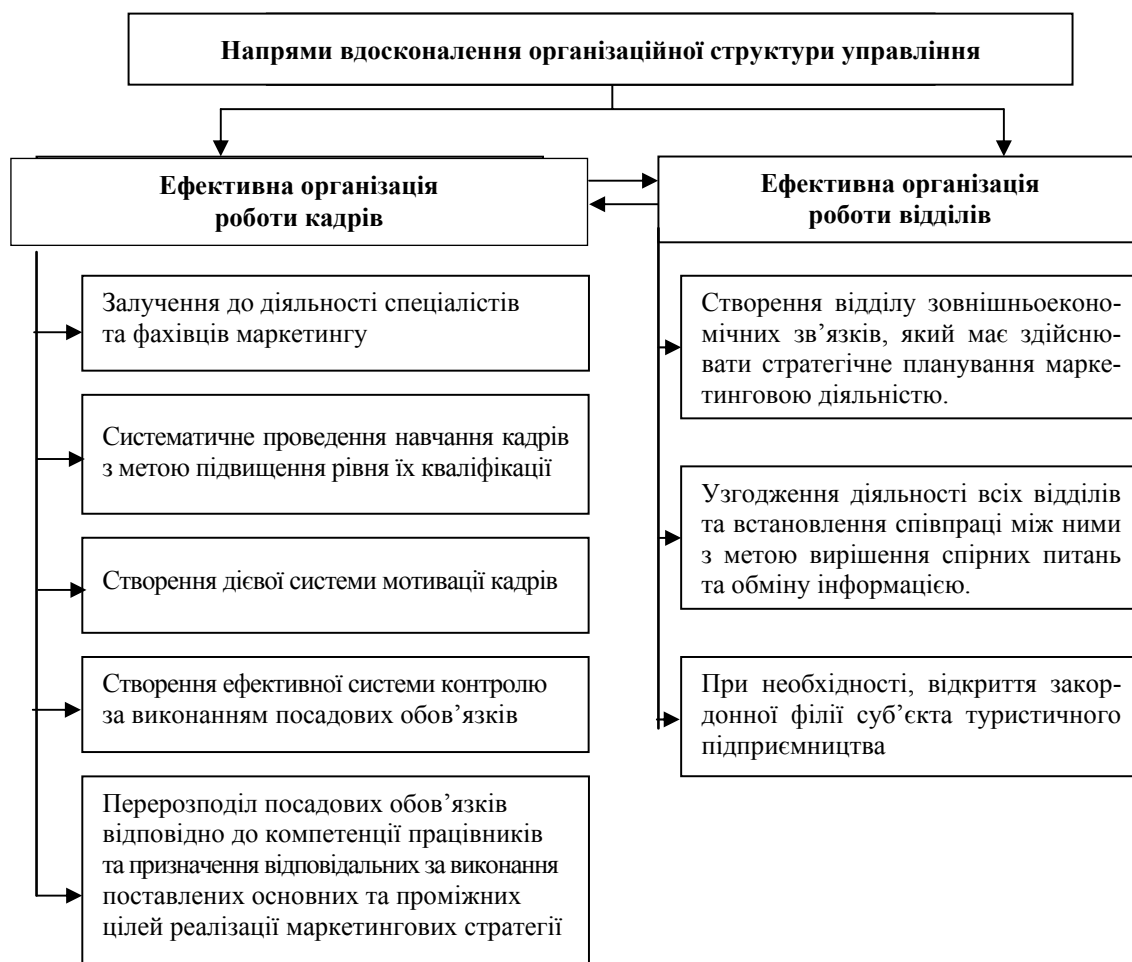 Напрями вдосконалення організаційної структури управління
Ефективна організація
роботи кадрів
Залучення до діяльності спеціалістів
та фахівців маркетингу
Систематичне проведення навчання кадрів
з метою підвищення рівня їх кваліфікації
Створення дієвої системи мотивації кадрів
Створення ефективної системи контролю
за виконанням посадових обов’язків
Перерозподіл посадових обов’язків
відповідно до компетенції працівників
та призначення відповідальних за виконання
поставлених основних та проміжних
цілей реалізації маркетингових стратегії
Ефективна організація
роботи відділів
Створення відділу зовнішньоеконо-
мічних зв’язків, який має здійсню-
вати стратегічне планування марке-
тинговою діяльністю.
Узгодження діяльності всіх відділів
та встановлення співпраці між ними
з метою вирішення спірних питань
та обміну інформацією.
При необхідності, відкриття закор-
донної філії суб’єкта туристичного
підприємництва